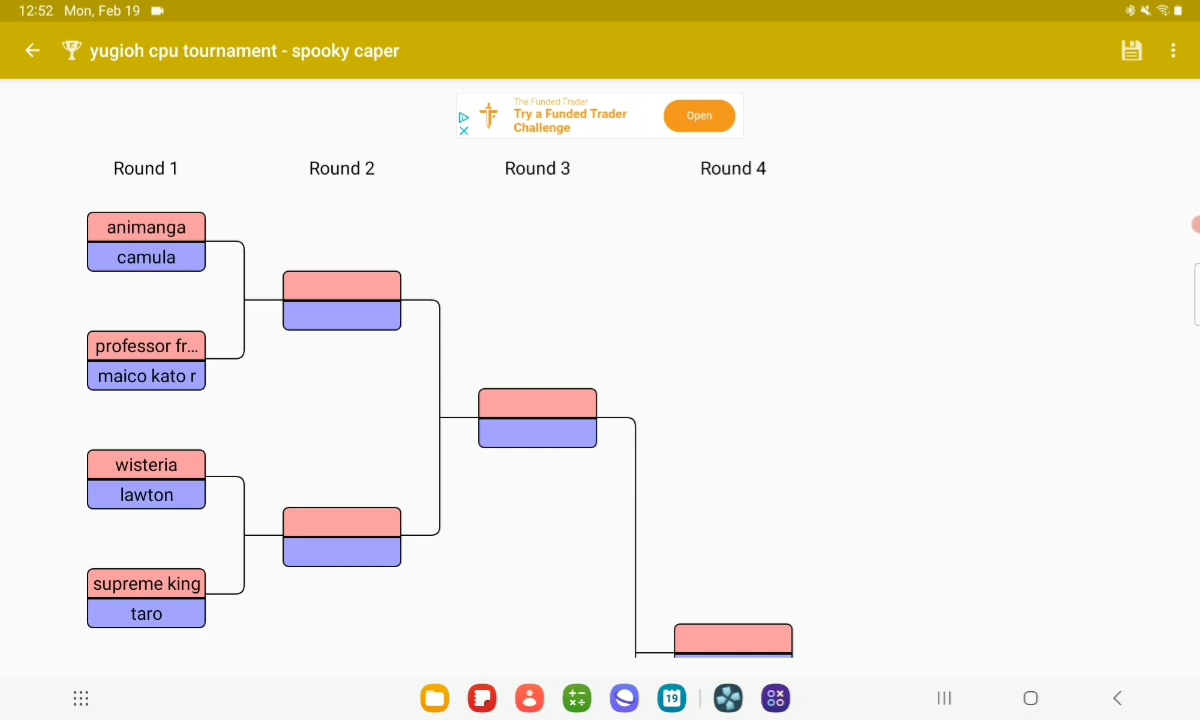 12:52 Mon, Feb 19
yugioh cpu tournament - spooky caper
The Funded Trader
Try a Funded Trader
Challenge
Open
Round 1 Round 2 Round 3 Round 4
animanga
camula
professor fr...
maico kato r
wisteria
lawton
supreme king
taro
19